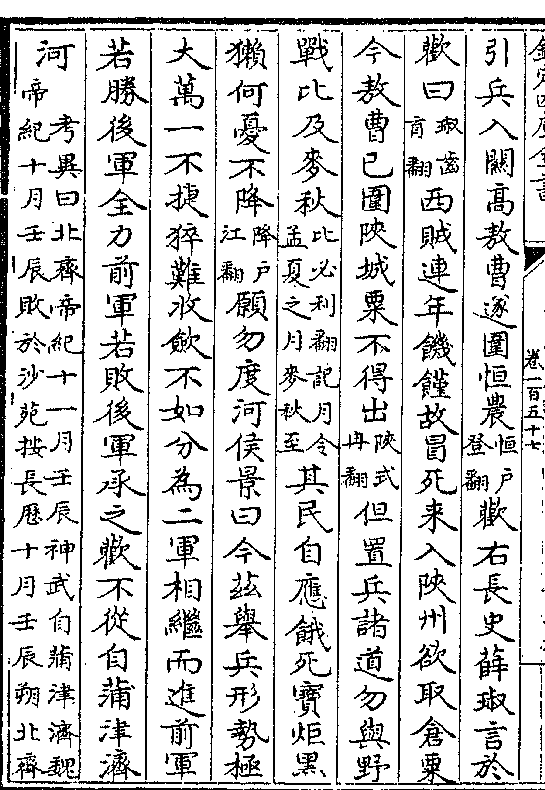 欽定四庫全書
卷一百五十七
引兵入關高敖曹遂圍恒農恒户登翻歡右長史薛琡言於
歡曰琡齒育翻西賊連年饑饉故冒死來入陜州欲取倉粟
今敖曹已圍陜城粟不得出陜式冉翻但置兵諸道勿與野
戰比及麥秋比必利翻記月令孟夏之月麥秋至其民自應餓死寶炬黑
獺何憂不降降户江翻願勿度河侯景曰今兹舉兵形勢極
大萬一不捷猝難收斂不如分為二軍相繼而進前軍
若勝後軍全力前軍若敗後軍承之歡不從自蒲津濟
河考異曰北齊帝紀十一月壬辰神武自蒲津濟魏帝紀十月壬辰敗於沙苑按長厯十月壬辰朔北齊